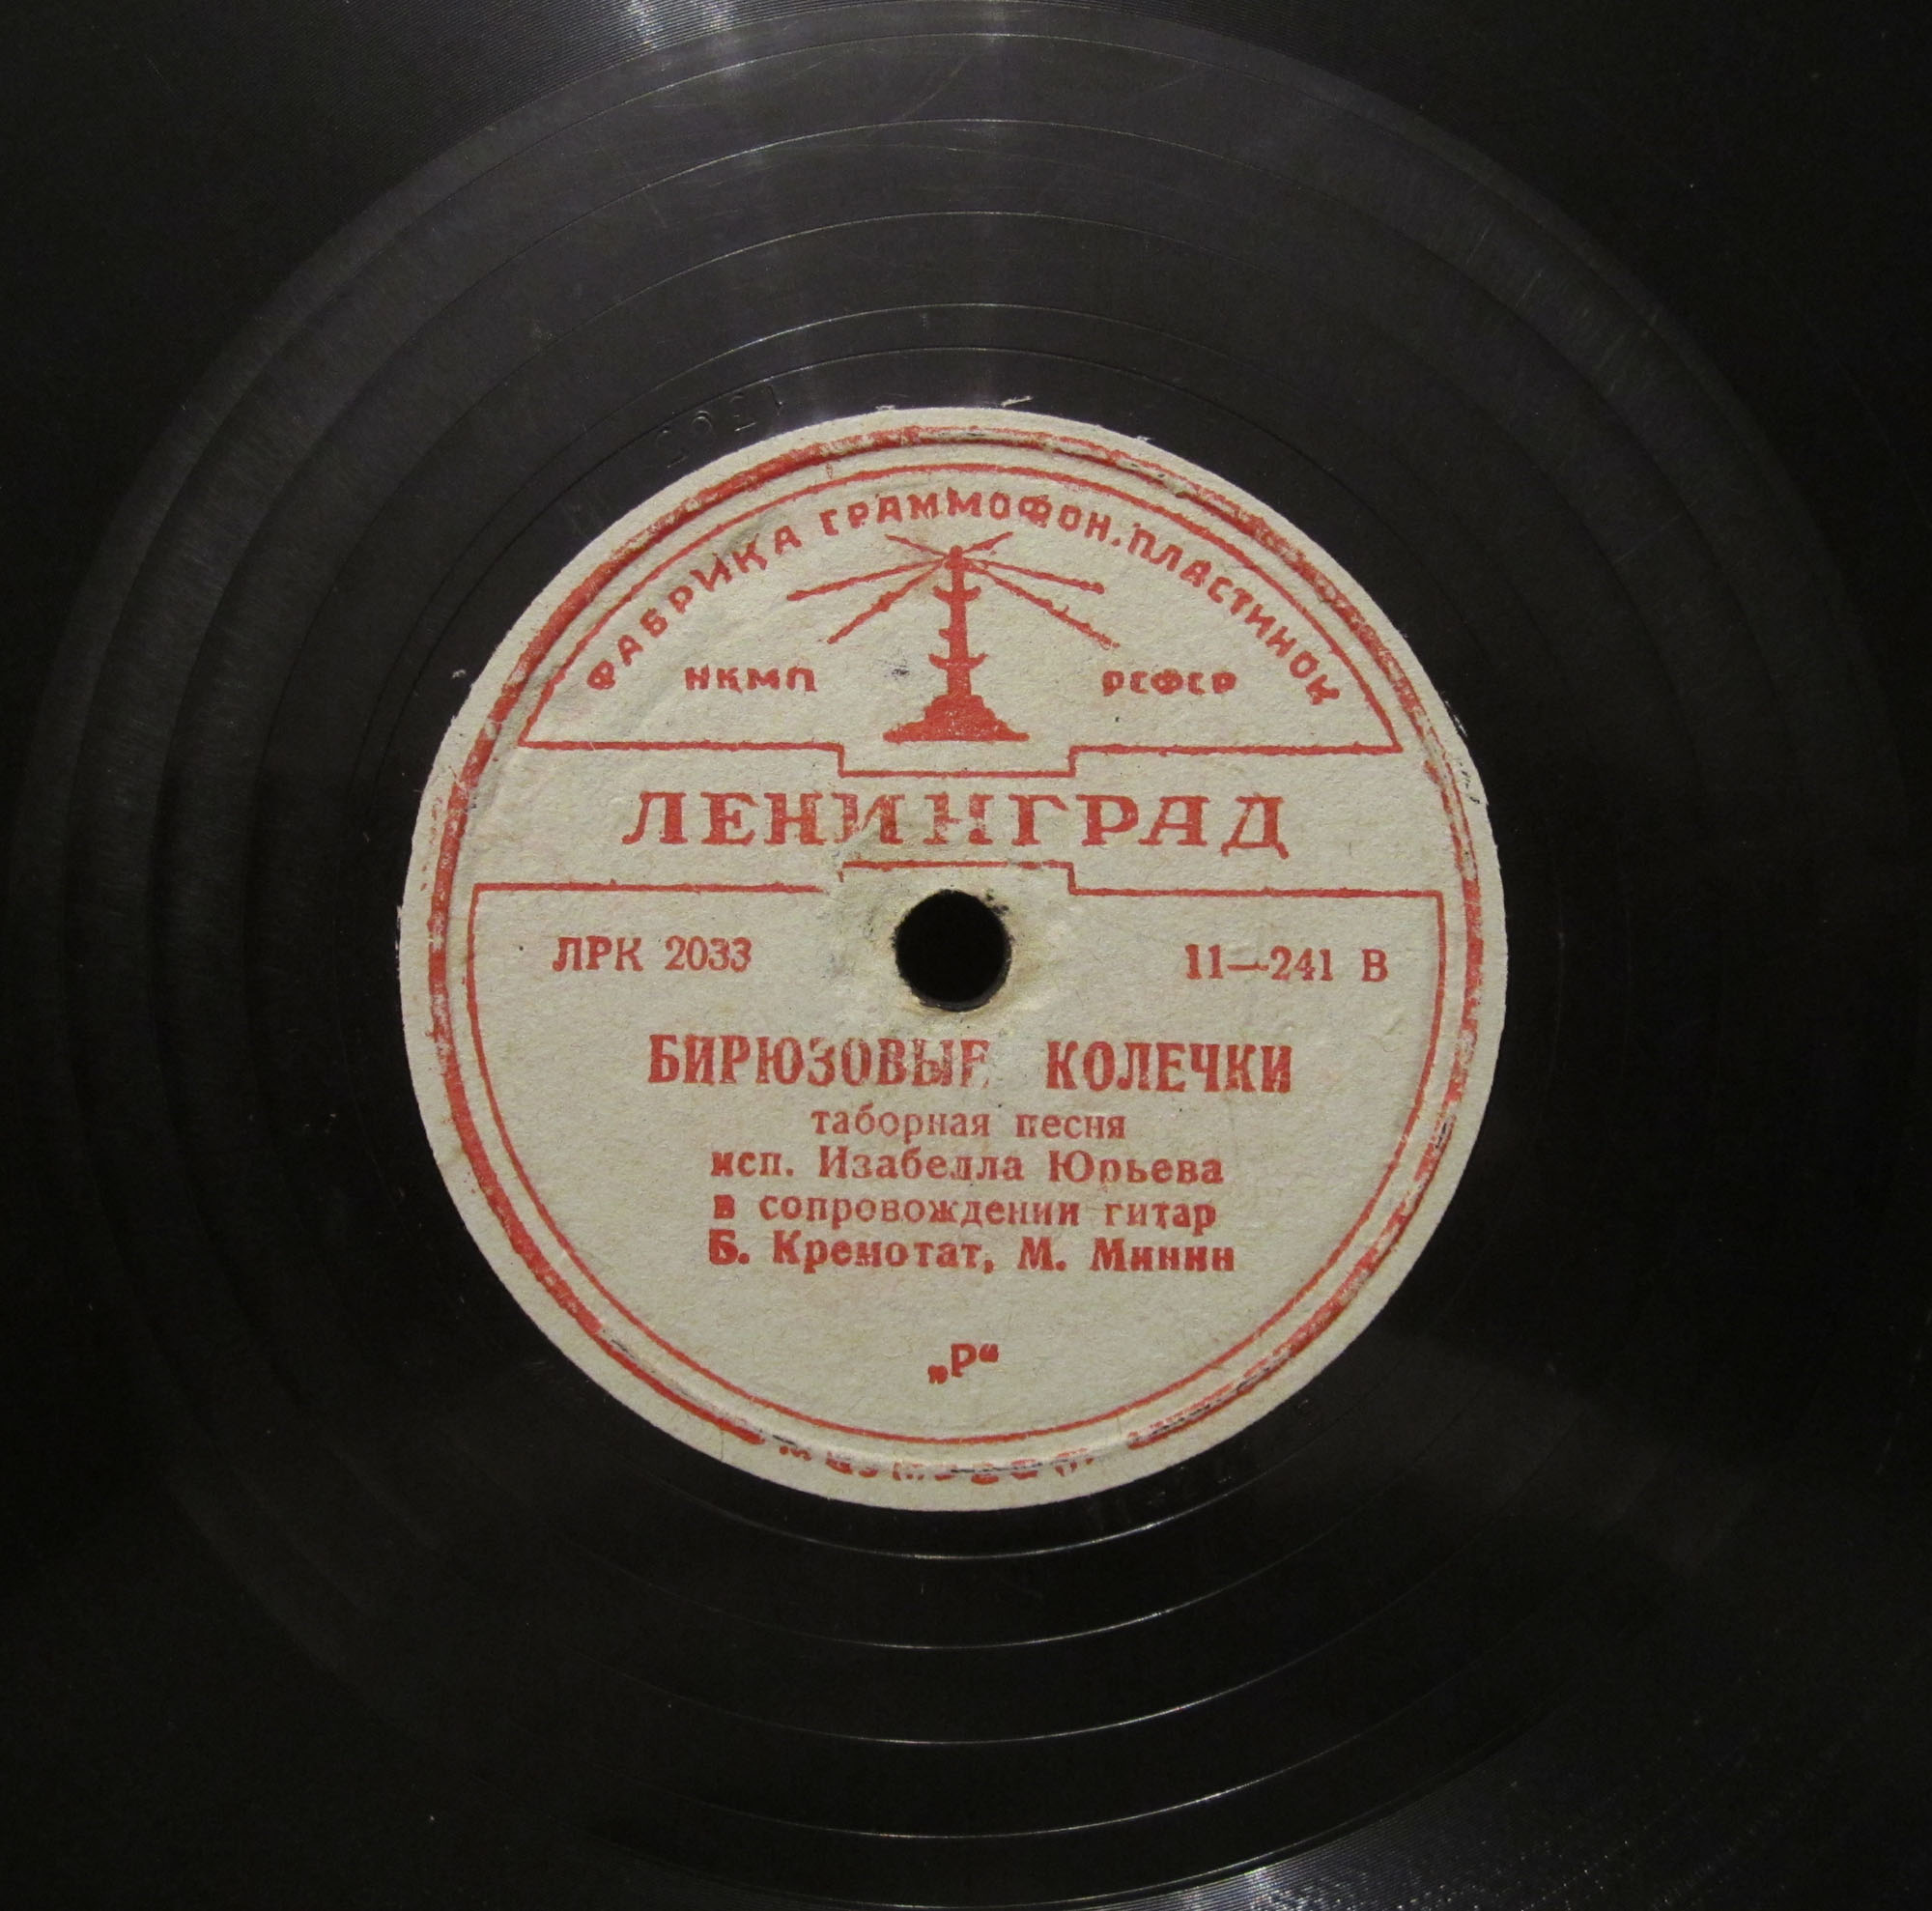 ФАБРИКА ГРАММОФОН. ПЛАСТИНОК
НКМП РСФСР
ЛЕНИНГРАД
ЛРК 2033 11—241 В
БИРЮЗОВЫЕ КОЛЕЧКИ
таборная песня
исп. Изабелла Юрьева
в сопровождении гитар
Б. Кремотат, М. Минин
„Р“